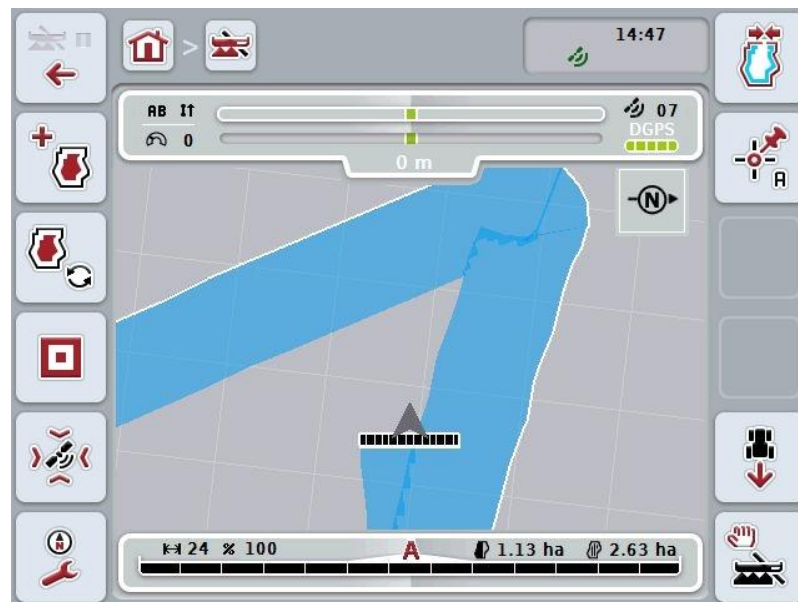 14:47
AB I↑
07
0
DGPS
0 m
N
A
N
24 % 100
A
1.13 ha
2.63 ha